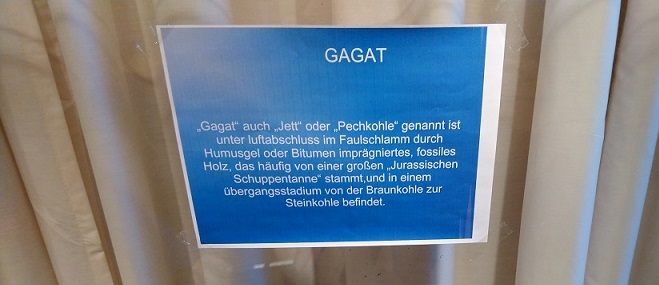 GAGAT
„Gagat“ auch „Jett“ oder „Pechkohle“ genannt ist
unter luftabschluss im Faulschlamm durch
Humusgel oder Bitumen imprägniertes, fossiles
Holz, das häufig von einer großen „Jurassischen
Schuppentanne“ stammt,und in einem
übergangsstadium von der Braunkohle zur
Steinkohle befindet.